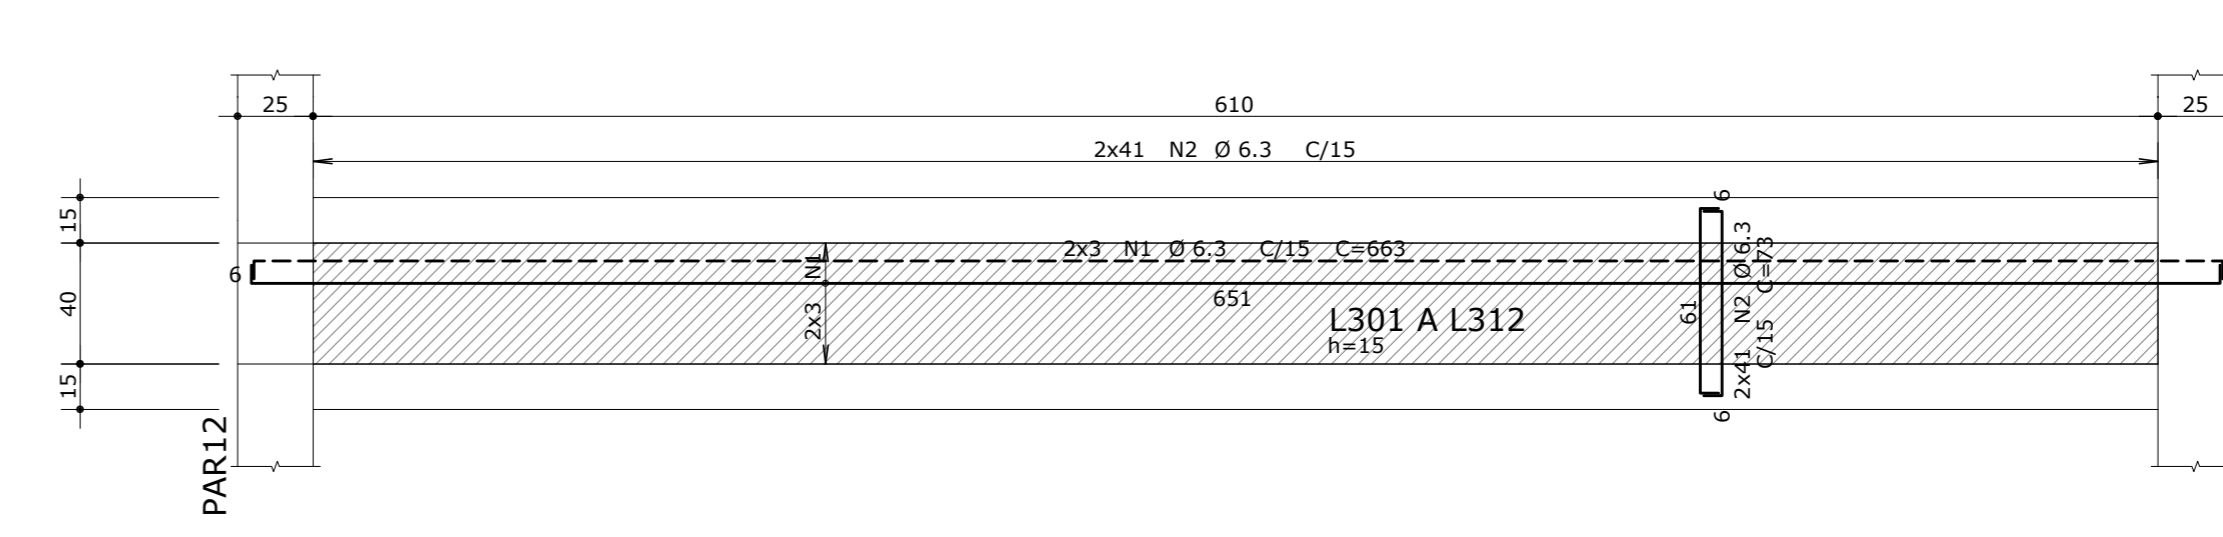 25
610
25
2x41 N2 Ø 6.3 C/15
15
40
15
6
2x3 N1 Ø 6.3 C/15 C=663
651
2x3 N1
L301 A L312
h=15
6
61
2x41 N2 Ø 6.3
C/15 C=73
6
PAR12